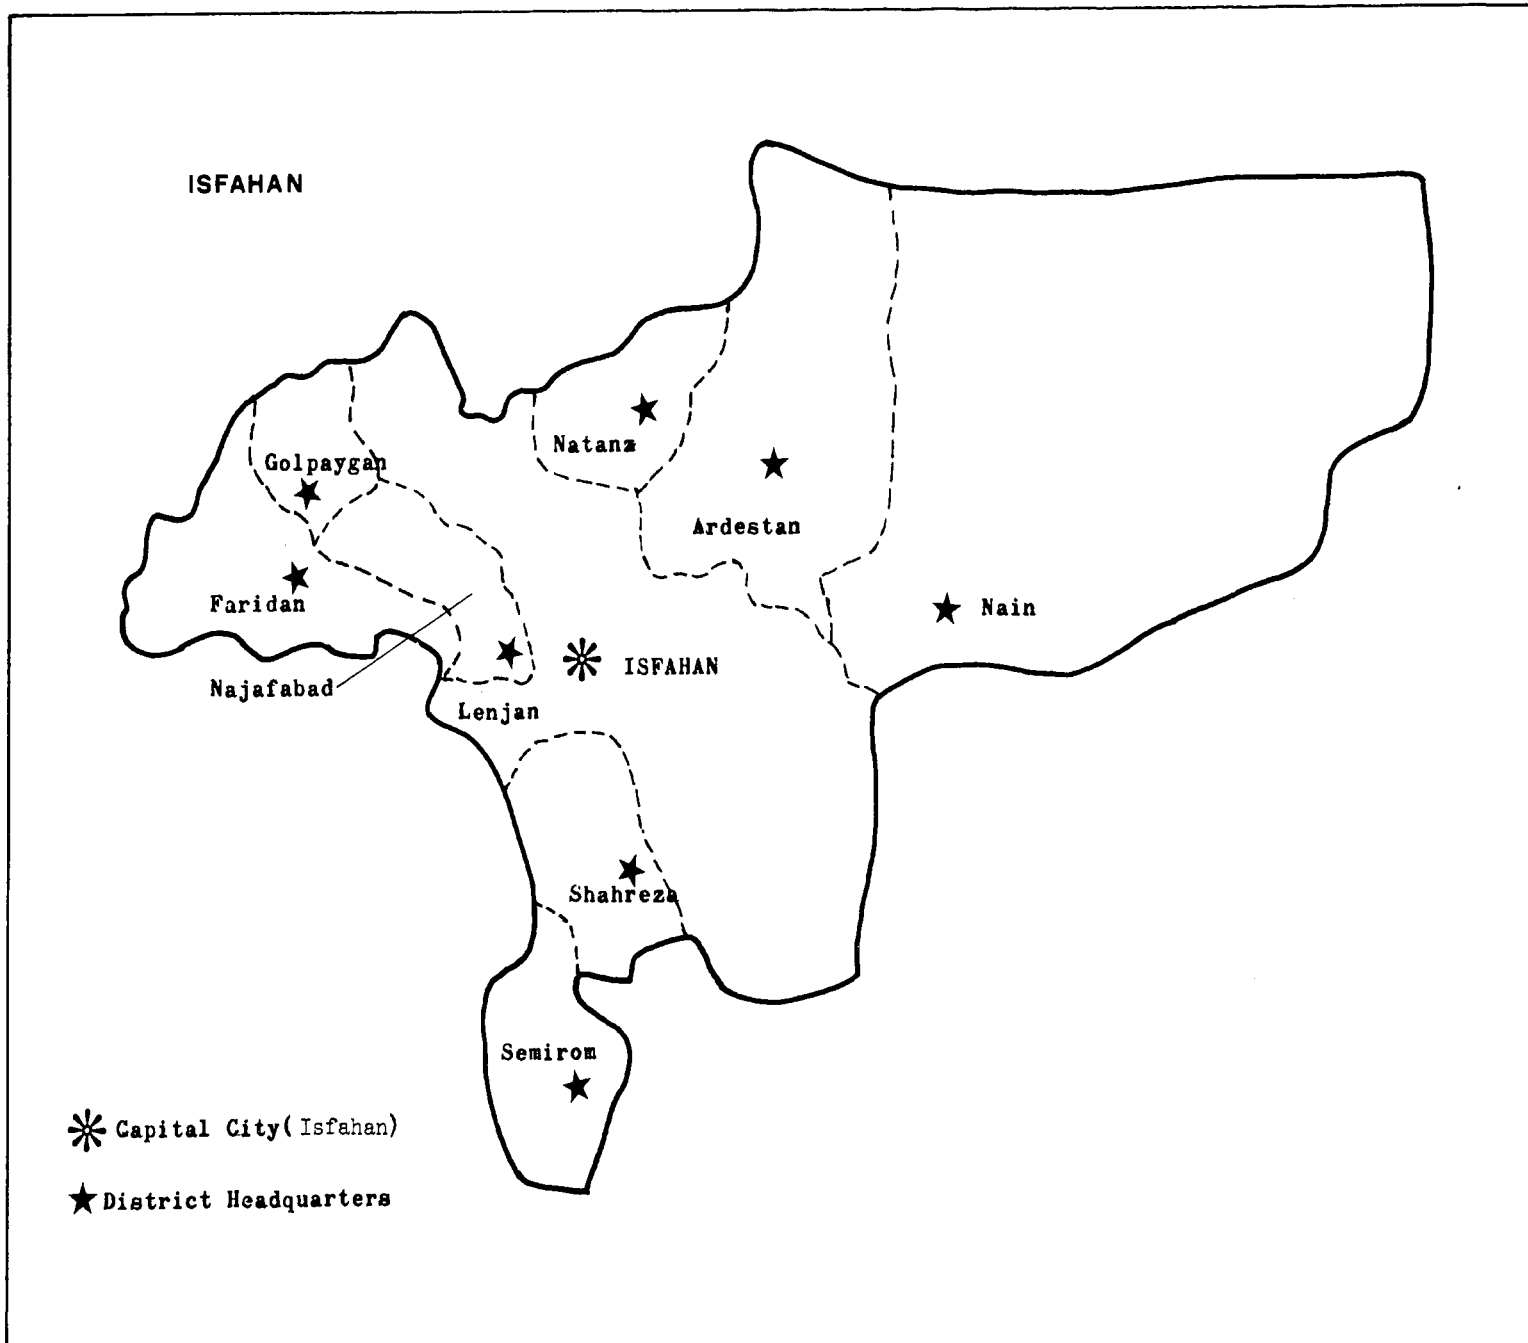 ISFAHAN
Natanz
Golpaygan
Ardestan
Faridan
Nain
ISFAHAN
Najafabad
Lenjan
Shahreza
Semirom
Capital City(Isfahan)
District Headquarters